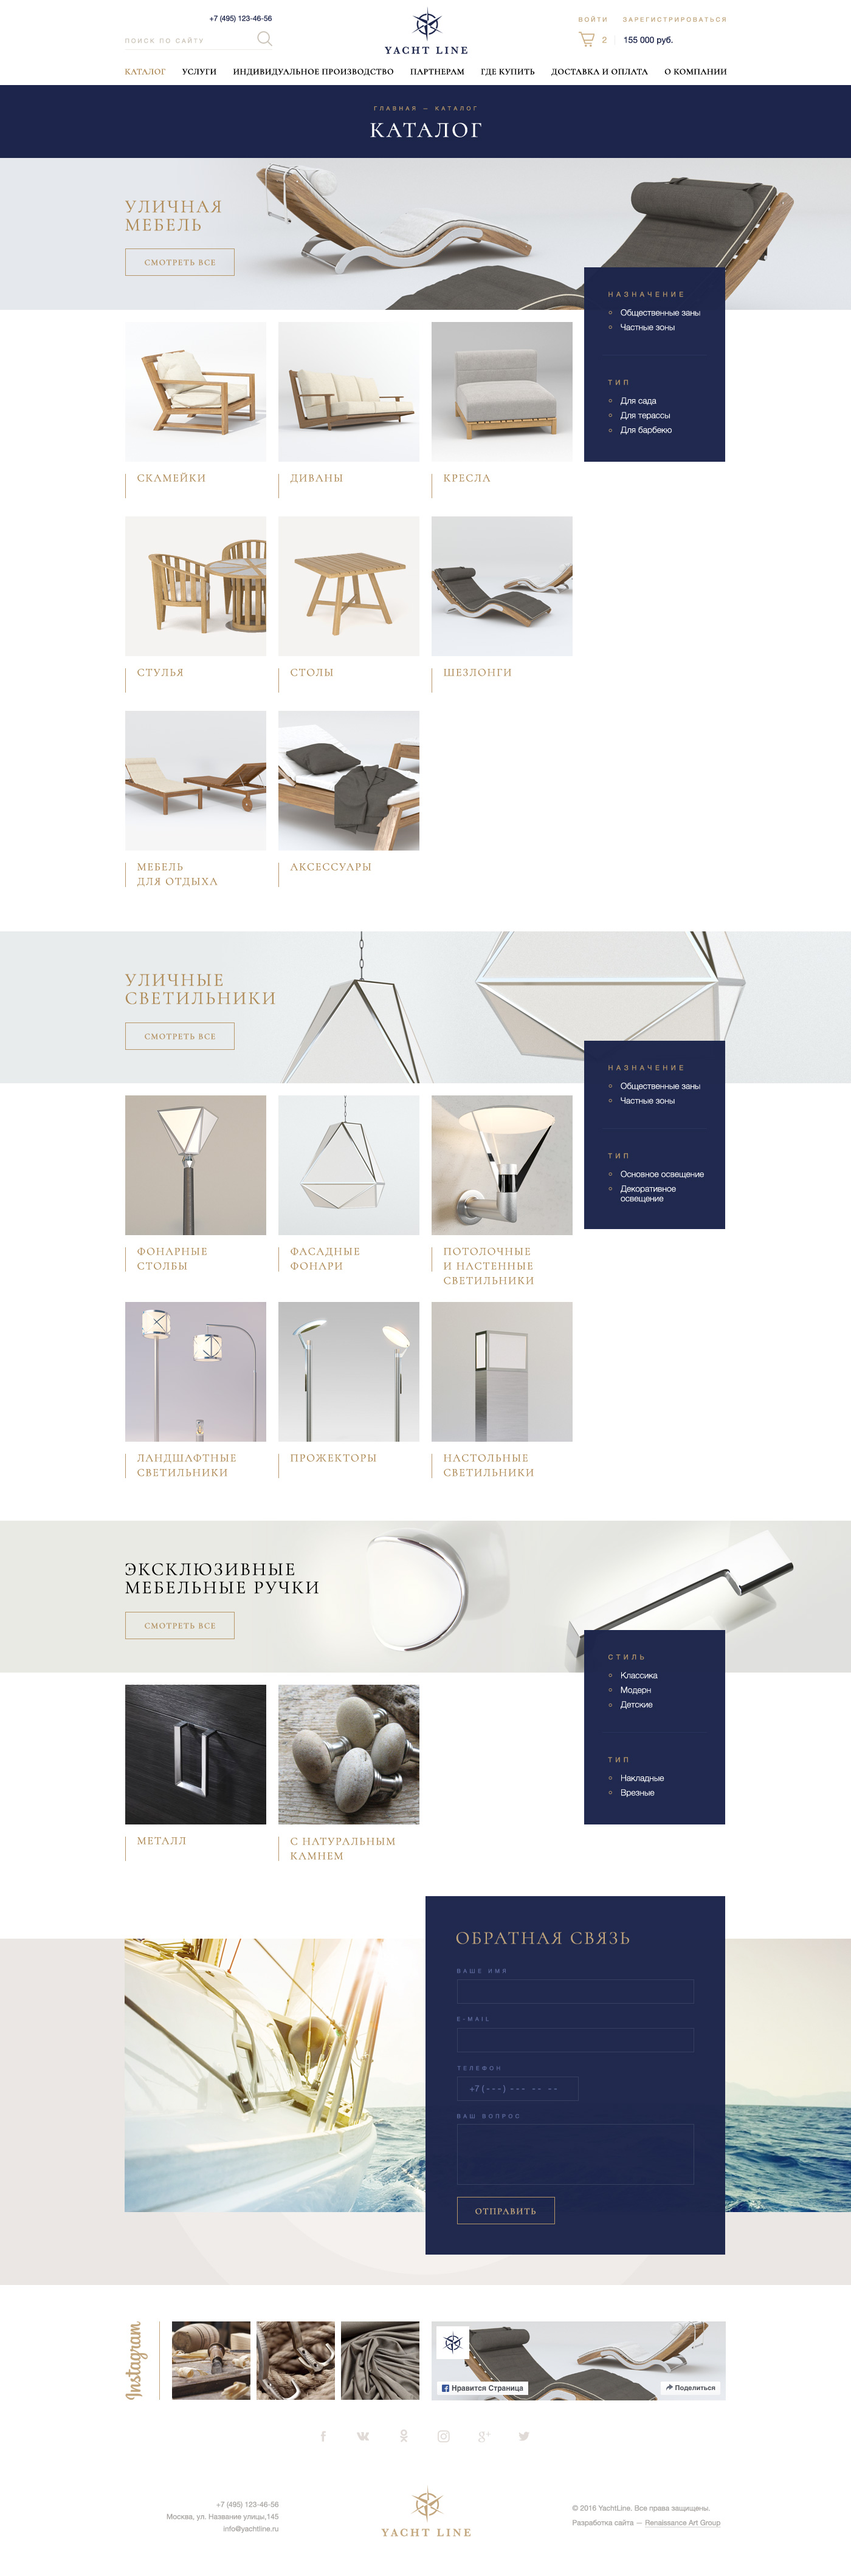 +7 (495) 123-46-56
ПОИСК ПО САЙТУ
YACHT LINE
ВОЙТИ
ЗАРЕГИСТРИРОВАТЬСЯ
2
155 000 руб.
КАТАЛОГ
УСЛУГИ
ИНДИВИДУАЛЬНОЕ ПРОИЗВОДСТВО
ПАРТНЕРАМ
ГДЕ КУПИТЬ
ДОСТАВКА И ОПЛАТА
О КОМПАНИИ
ГЛАВНАЯ — КАТАЛОГ
КАТАЛОГ
УЛИЧНАЯ
МЕБЕЛЬ
СМОТРЕТЬ ВСЕ
НАЗНАЧЕНИЕ
Общественные заны
Частные зоны
ТИП
Для сада
Для терассы
Для барбекю
СКАМЕЙКИ
ДИВАНЫ
КРЕСЛА
СТУЛЬЯ
СТОЛЫ
ШЕЗЛОНГИ
МЕБЕЛЬ
ДЛЯ ОТДЫХА
АКСЕССУАРЫ
УЛИЧНЫЕ
СВЕТИЛЬНИКИ
СМОТРЕТЬ ВСЕ
НАЗНАЧЕНИЕ
Общественные заны
Частные зоны
ТИП
Основное освещение
Декоративное
освещение
ФОНАРНЫЕ
СТОЛБЫ
ФАСАДНЫЕ
ФОНАРИ
ПОТОЛОЧНЫЕ
И НАСТЕННЫЕ
СВЕТИЛЬНИКИ
ЛАНДШАФТНЫЕ
СВЕТИЛЬНИКИ
ПРОЖЕКТОРЫ
НАСТОЛЬНЫЕ
СВЕТИЛЬНИКИ
ЭКСКЛЮЗИВНЫЕ
МЕБЕЛЬНЫЕ РУЧКИ
СМОТРЕТЬ ВСЕ
СТИЛЬ
Классика
Модерн
Детские
ТИП
Накладные
Врезные
МЕТАЛЛ
С НАТУРАЛЬНЫМ
КАМНЕМ
ОБРАТНАЯ СВЯЗЬ
ВАШЕ ИМЯ
E-MAIL
ТЕЛЕФОН
+7 (---) --- -- --
ВАШ ВОПРОС
ОТПРАВИТЬ
Instagram
Нравится Страница
Поделиться
+7 (495) 123-46-56
Москва, ул. Название улицы,145
info@yachtline.ru
YACHT LINE
© 2016 YachtLine. Все права защищены.
Разработка сайта — Renaissance Art Group